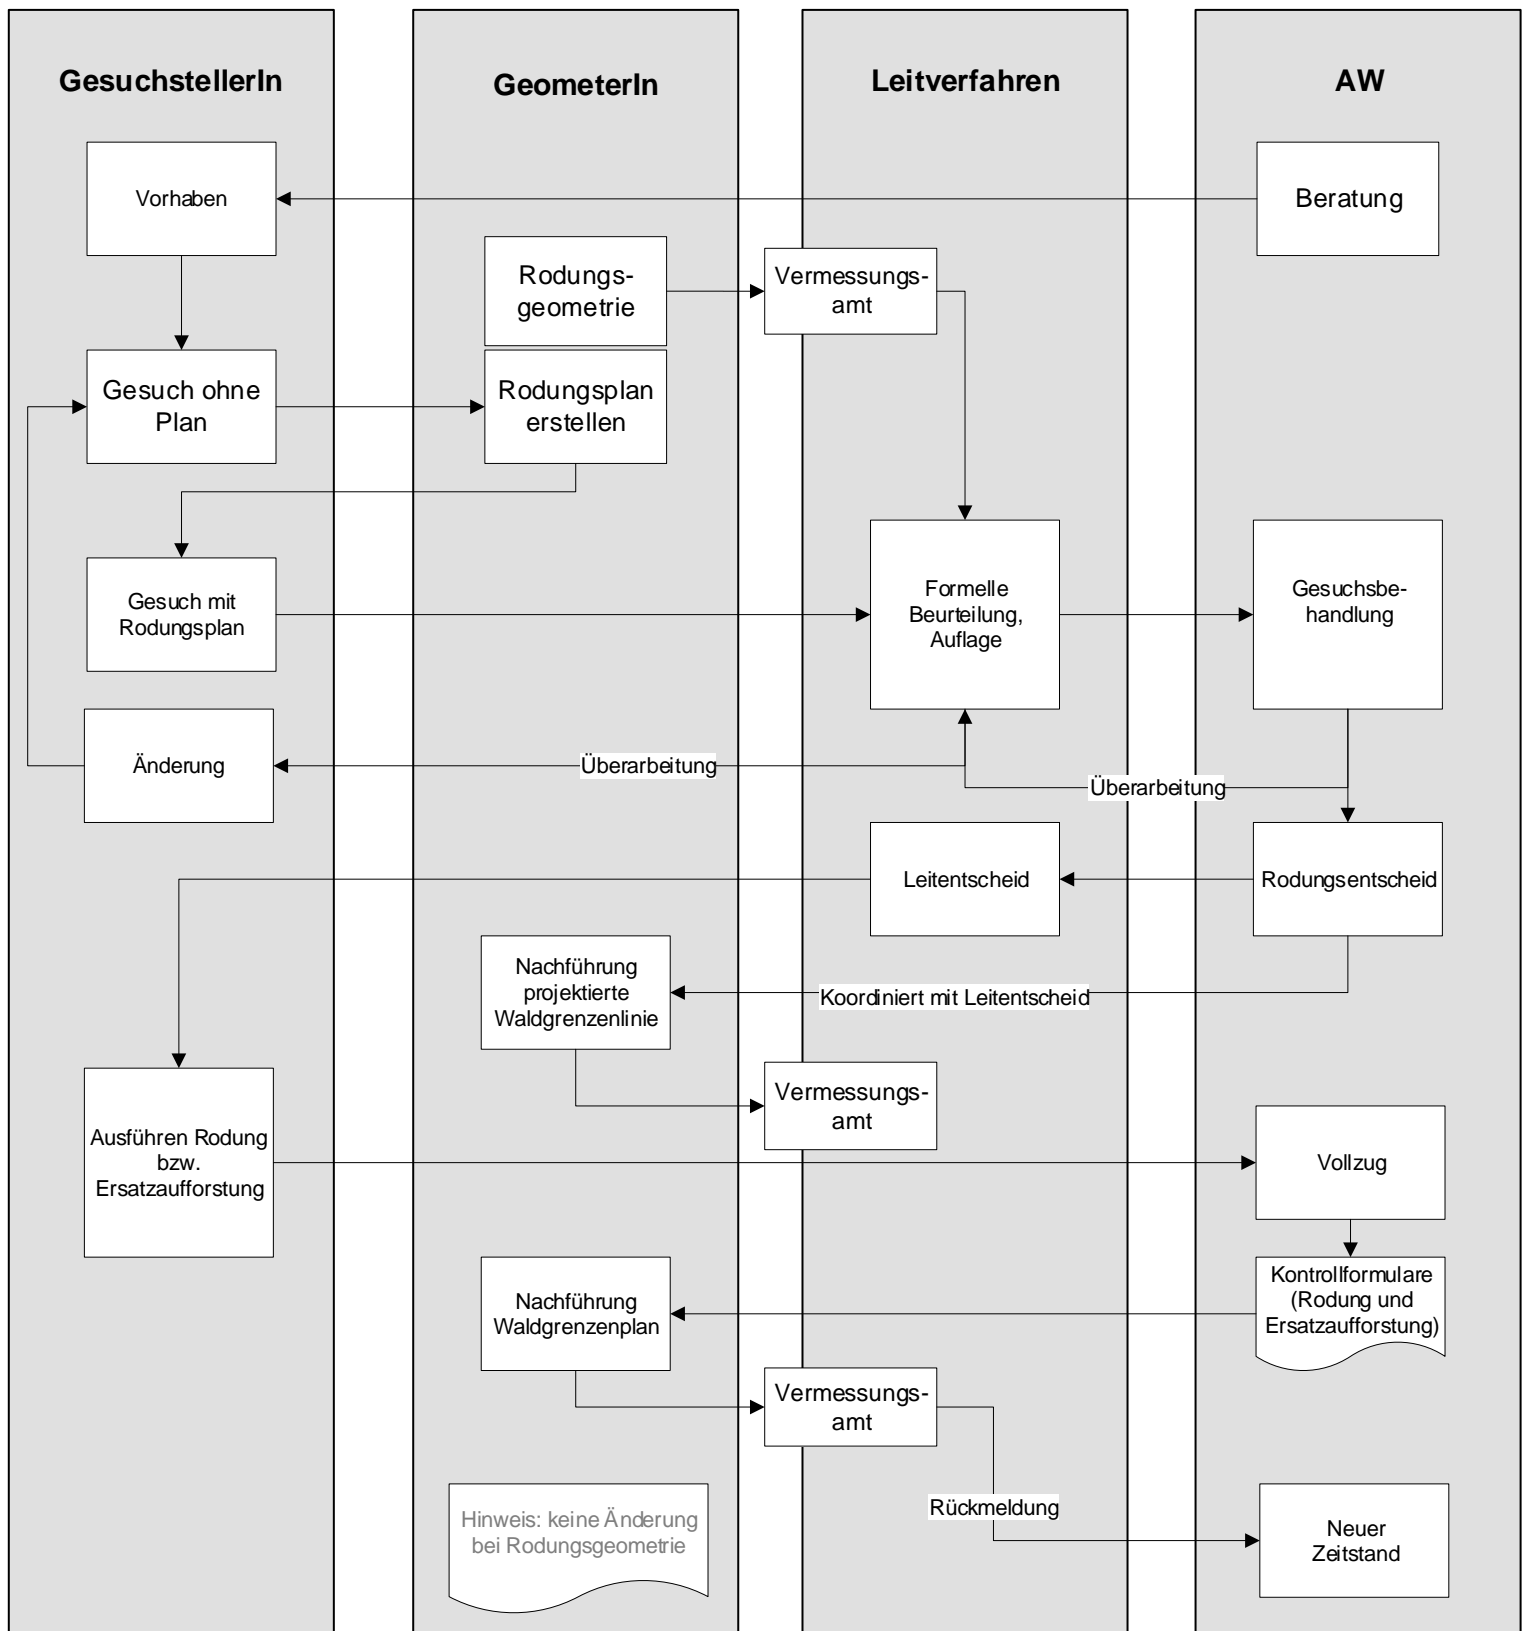 GesuchstellerIn
GeometerIn
Leitverfahren
AW
Vorhaben
Beratung
Rodungs-
geometrie
Vermessungs-
amt
Gesuch ohne
Plan
Rodungsplan
erstellen
Gesuch mit
Rodungsplan
Formelle
Beurteilung,
Auflage
Gesuchsbe-
handlung
Änderung
Überarbeitung
Überarbeitung
Leitentscheid
Rodungsentscheid
Nachführung
projektierte
Waldgrenzenlinie
Koordiniert mit Leitentscheid
Vermessungs-
amt
Ausführen Rodung
bzw.
Ersatzaufforstung
Vollzug
Kontrollformulare
(Rodung und
Ersatzaufforstung)
Nachführung
Waldgrenzenplan
Vermessungs-
amt
Rückmeldung
Hinweis: keine Änderung
bei Rodungsgeometrie
Neuer
Zeitstand